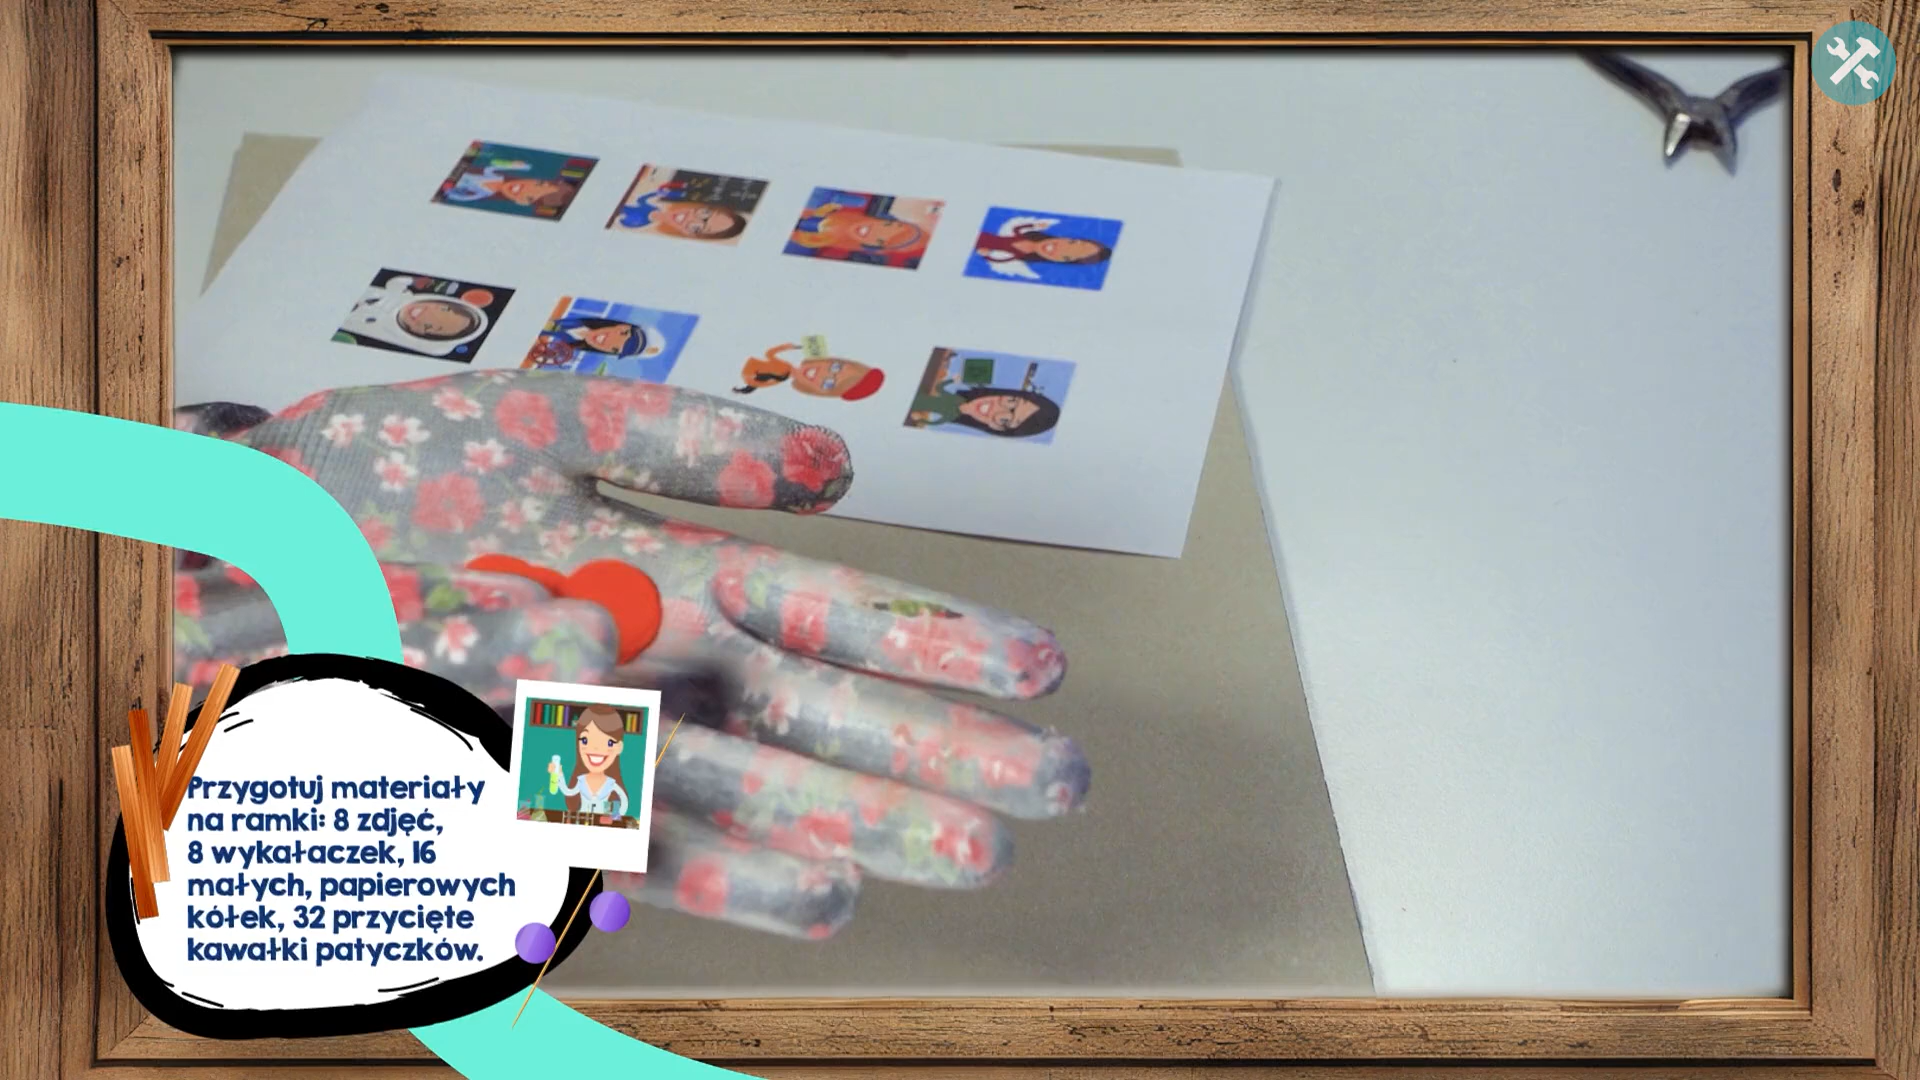 Przygotuj materiały
na ramki: 8 zdjęć,
8 wykałaczek, 16
małych, papierowych
kółek, 32 przycięte
kawałki patyczków.